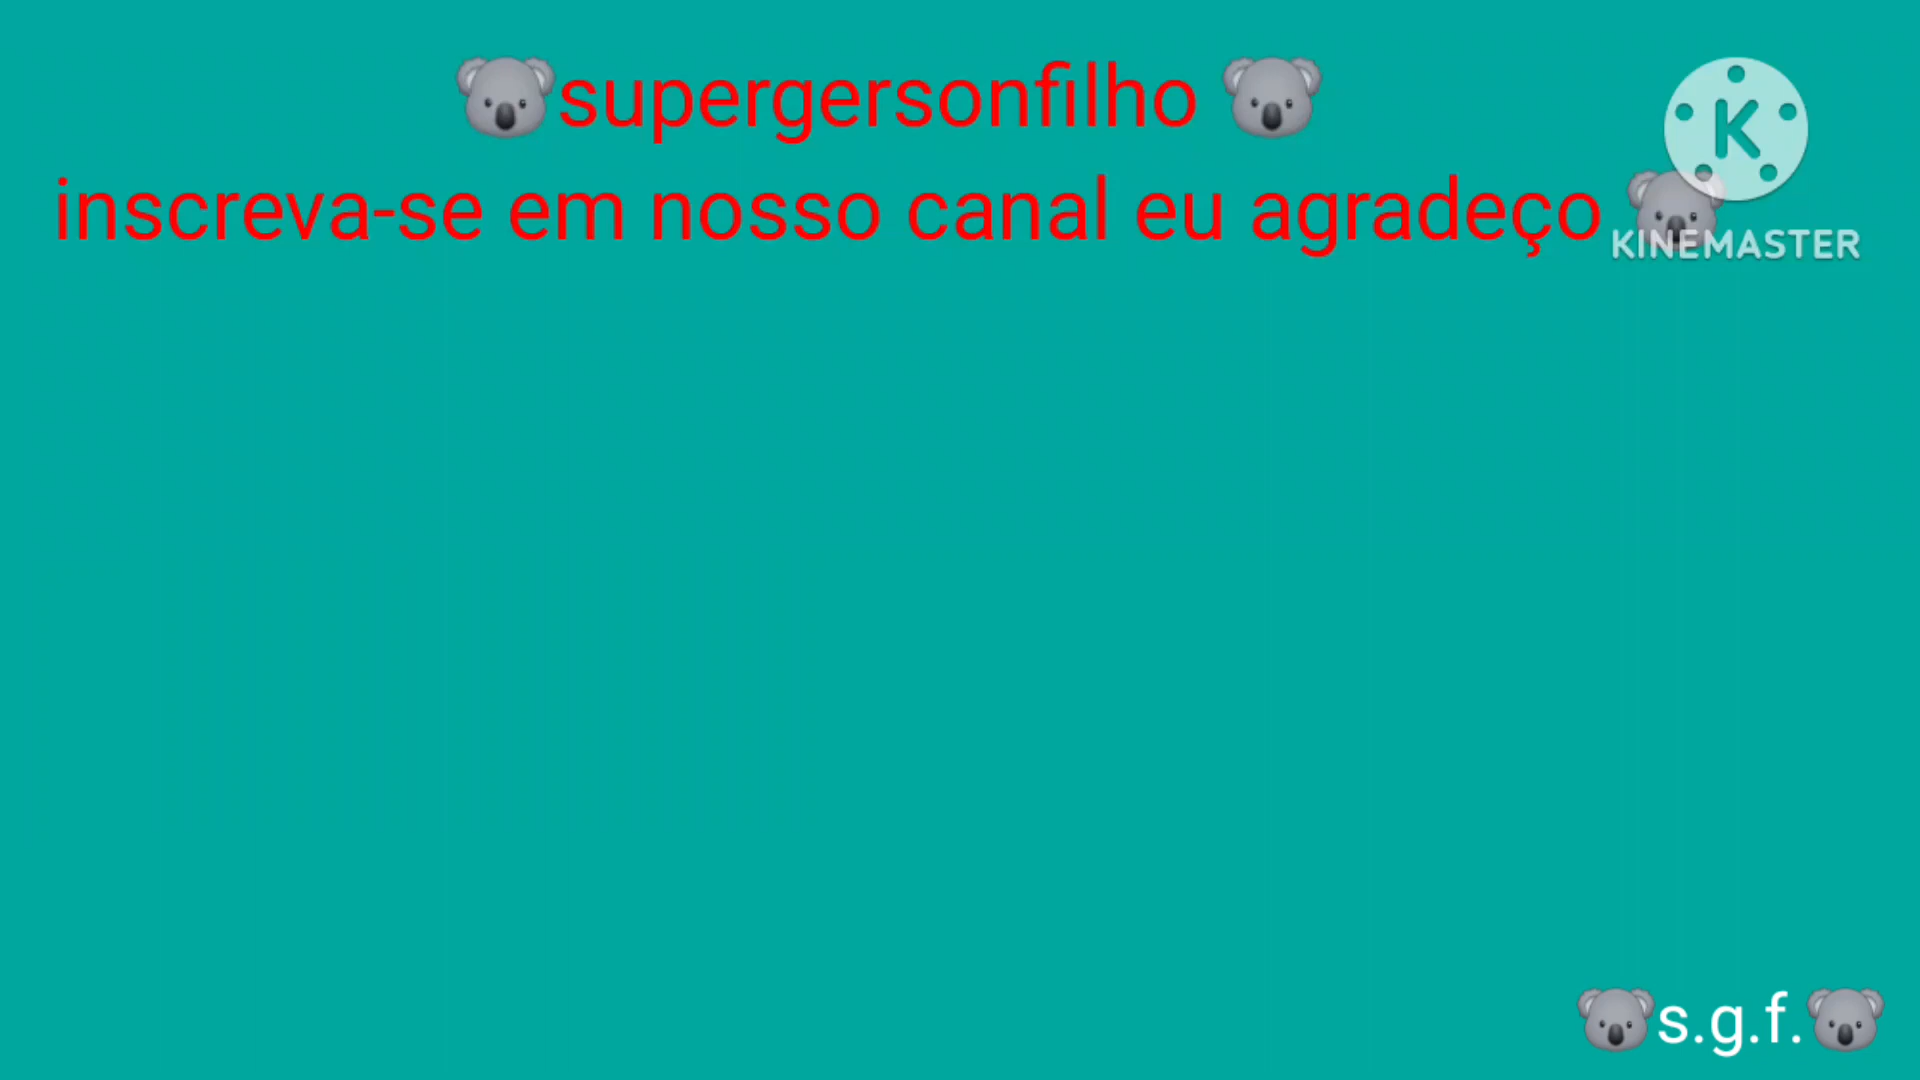 🐨supergersonfilho 🐨
inscreva-se em nosso canal eu agradeço 🐨
KINEMASTER
🐨s.g.f.🐨